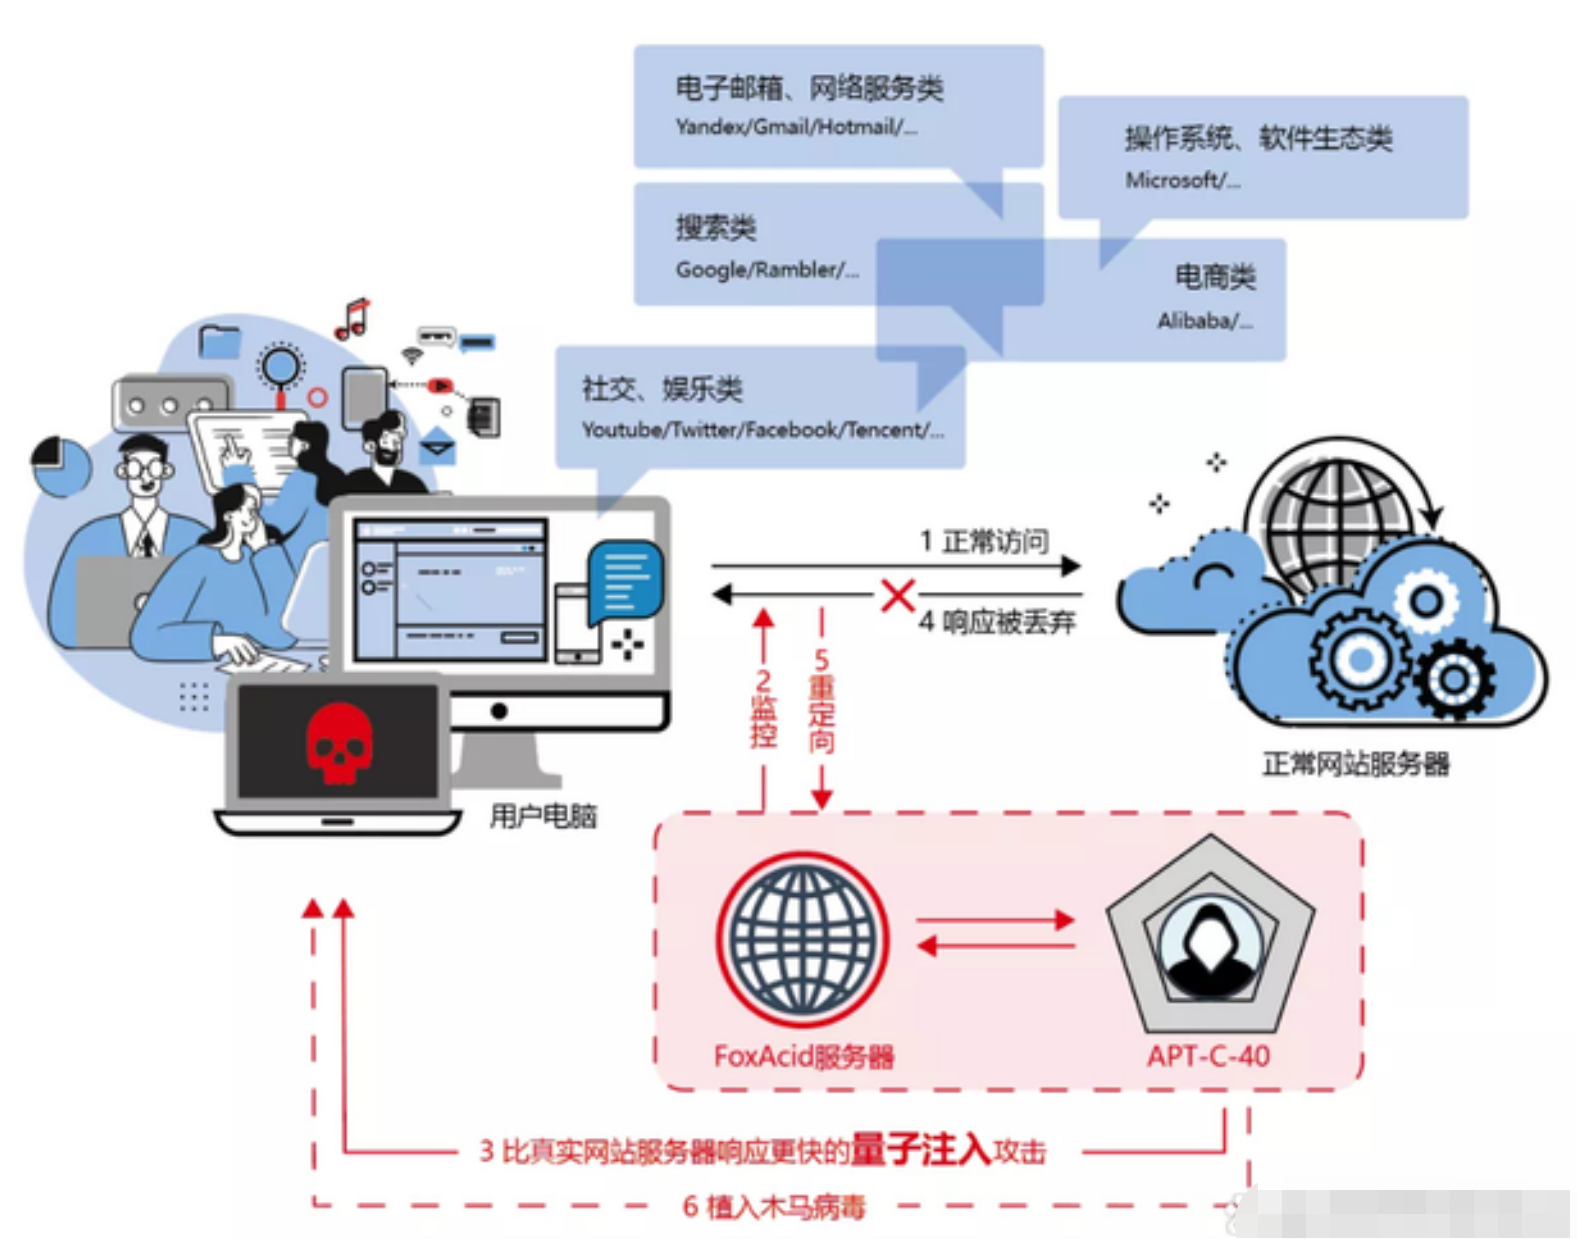 电子邮箱、网络服务类
Yandex/Gmail/Hotmail/...
操作系统、软件生态类
Microsoft/...
搜索类
Google/Rambler/...
电商类
Alibaba/...
社交、娱乐类
Youtube/Twitter/Facebook/Tencent/...
1 正常访问
4 响应被丢弃
2监控
5重定向
正常网站服务器
用户电脑
FoxAcid服务器
APT-C-40
3 比真实网站服务器响应更快的量子注入攻击
6 植入木马病毒